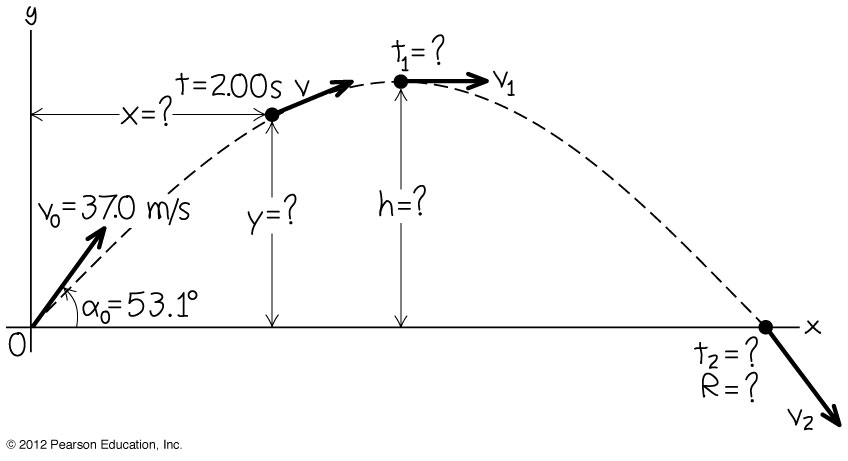 y
t=2.00s
v
t₁=?
v₁
x=?
v₀=37.0 m/s
y=?
h=?
α₀=53.1°
O
x
t₂=?
R=?
v₂
© 2012 Pearson Education, Inc.